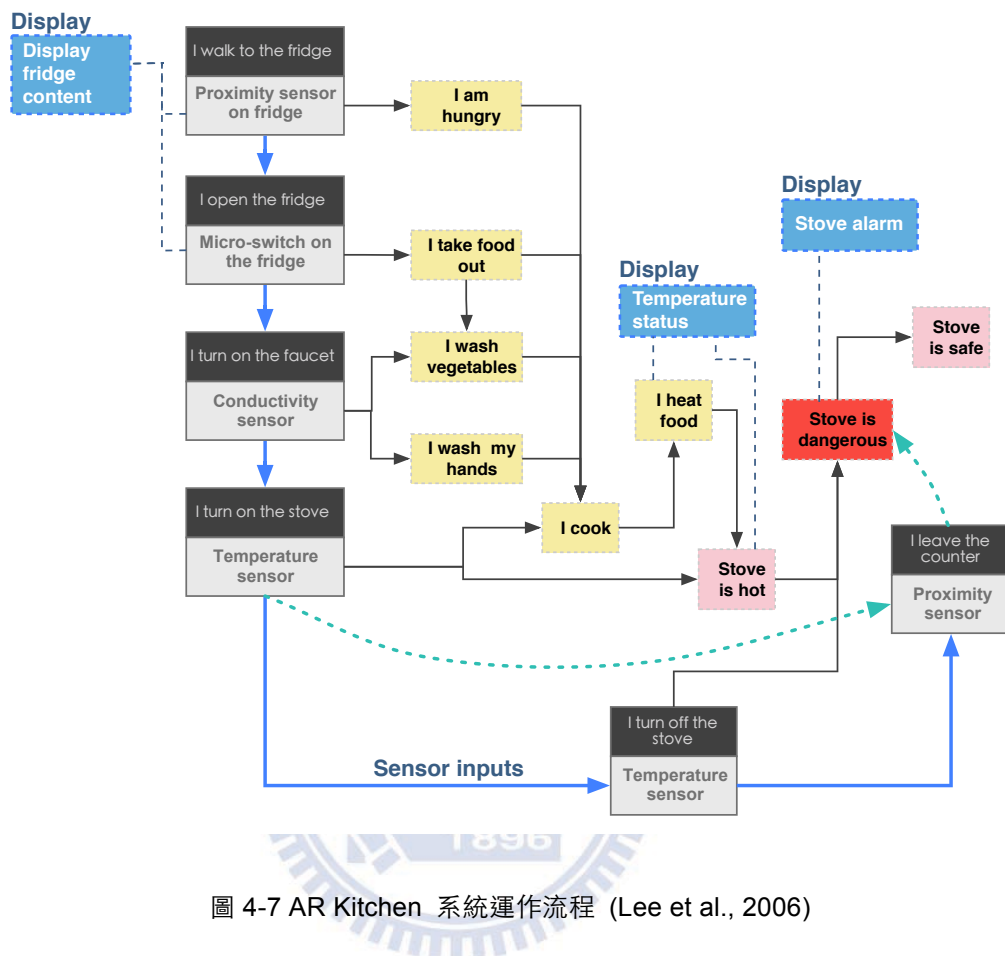 Display
Display
fridge
content
I walk to the fridge
Proximity sensor
on fridge
I am
hungry
I open the fridge
Micro-switch on
the fridge
I take food
out
Display
Stove alarm
Display
Temperature
status
I turn on the faucet
Conductivity
sensor
I wash
vegetables
I wash my
hands
I heat
food
Stove
is safe
Stove is
dangerous
I turn on the stove
Temperature
sensor
I cook
Stove
is hot
I leave the
counter
Proximity
sensor
I turn off the
stove
Temperature
sensor
Sensor inputs
1896
圖 4-7 AR Kitchen 系統運作流程 (Lee et al., 2006)